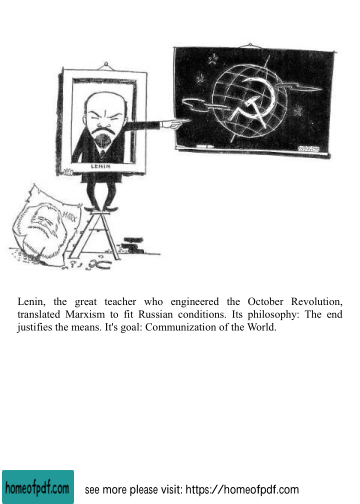 LENIN
MARX
Lenin, the great teacher who engineered the October Revolution,
translated Marxism to fit Russian conditions. Its philosophy: The end
justifies the means. It's goal: Communization of the World.
homeofpdf.com
see more please visit: https://homeofpdf.com